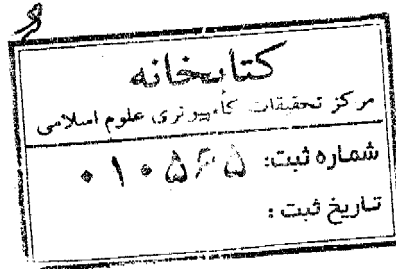 کتابخانه
مرکز تحقیقات کامپیوتری علوم اسلامی
شماره ثبت: ۰۱۰۵۶۵
تاریخ ثبت :